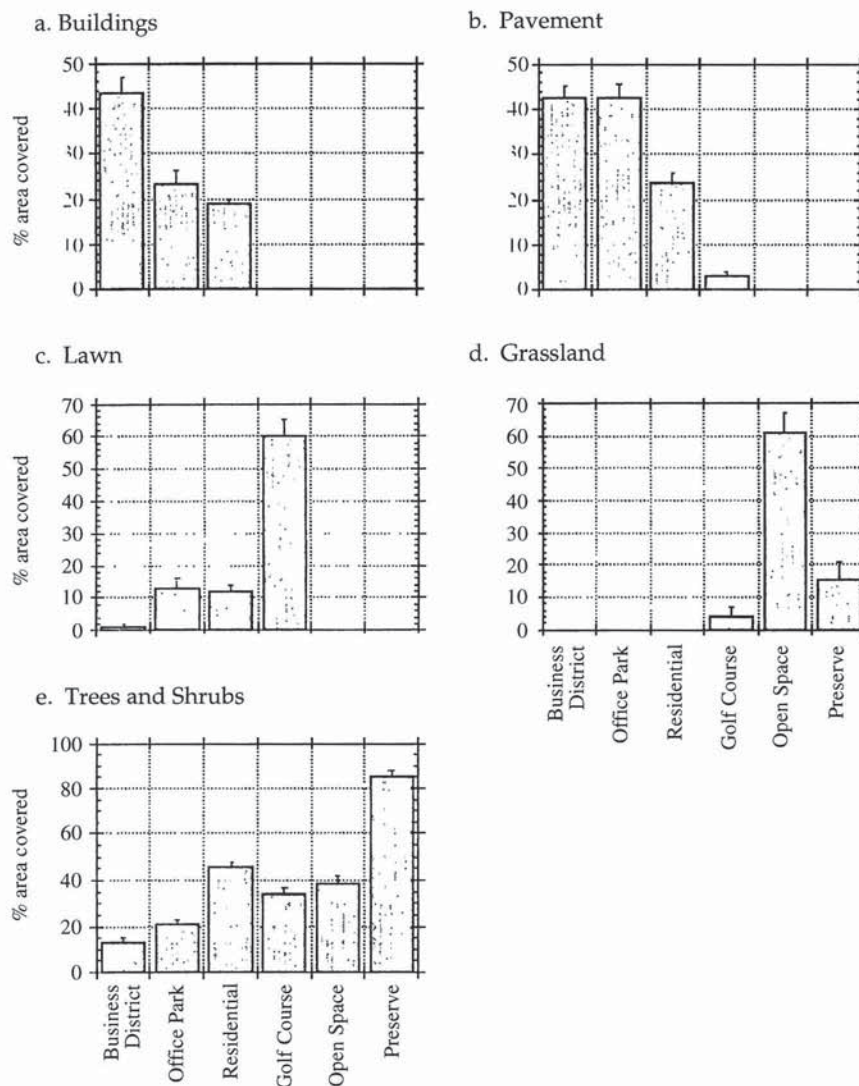 a. Buildings
% area covered
50
40
30
20
10
0
b. Pavement
50
40
30
20
10
0
c. Lawn
% area covered
70
60
50
40
30
20
10
0
d. Grassland
70
60
50
40
30
20
10
0
Business
District
Office Park
Residential
Golf Course
Open Space
Preserve
e. Trees and Shrubs
% area covered
100
80
60
40
20
0
Business
District
Office Park
Residential
Golf Course
Open Space
Preserve